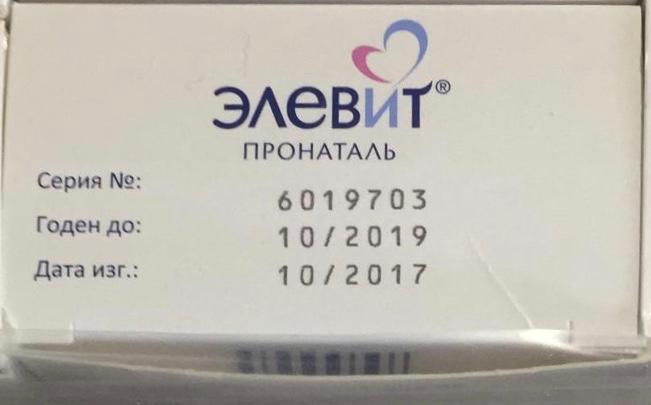 Элевит®
ПРОНАТАЛЬ
Серия №: 6019703
Годен до: 10/2019
Дата изг.: 10/2017